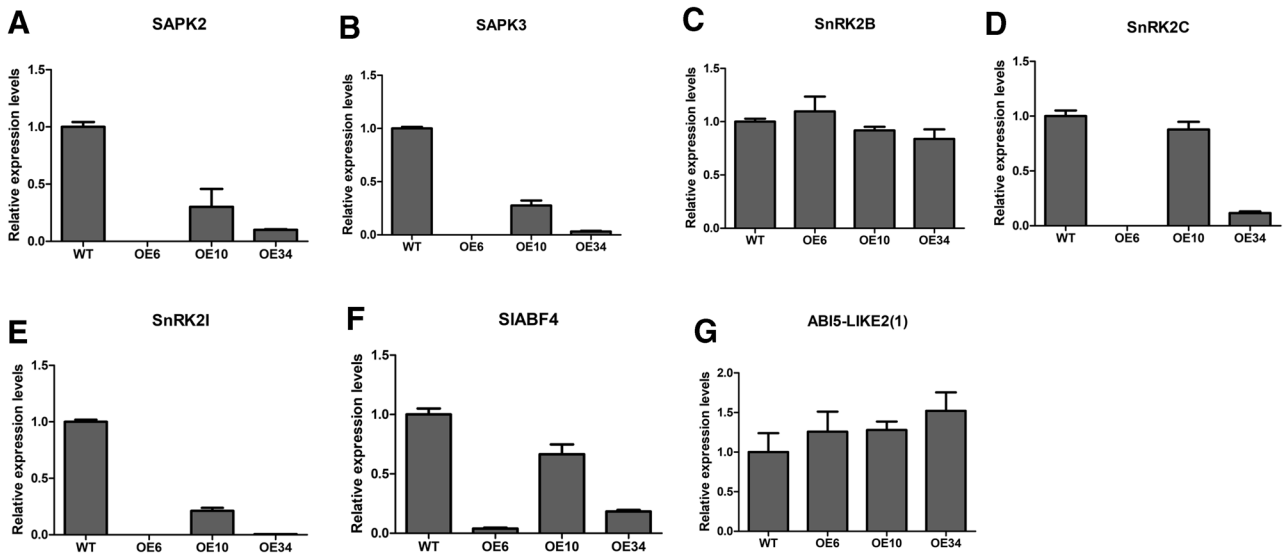 A
SAPK2
Relative expression levels
1.5
1.0
0.5
0.0
WT OE6 OE10 OE34
B
SAPK3
Relative expression levels
1.5
1.0
0.5
0.0
WT OE6 OE10 OE34
C
SnRK2B
Relative expression levels
1.5
1.0
0.5
0.0
WT OE6 OE10 OE34
D
SnRK2C
Relative expression levels
1.5
1.0
0.5
0.0
WT OE6 OE10 OE34
E
SnRK2I
Relative expression levels
1.5
1.0
0.5
0.0
WT OE6 OE10 OE34
F
SlABF4
Relative expression levels
1.5
1.0
0.5
0.0
WT OE6 OE10 OE34
G
ABI5-LIKE2(1)
Relative expression levels
2.0
1.5
1.0
0.5
0.0
WT OE6 OE10 OE34